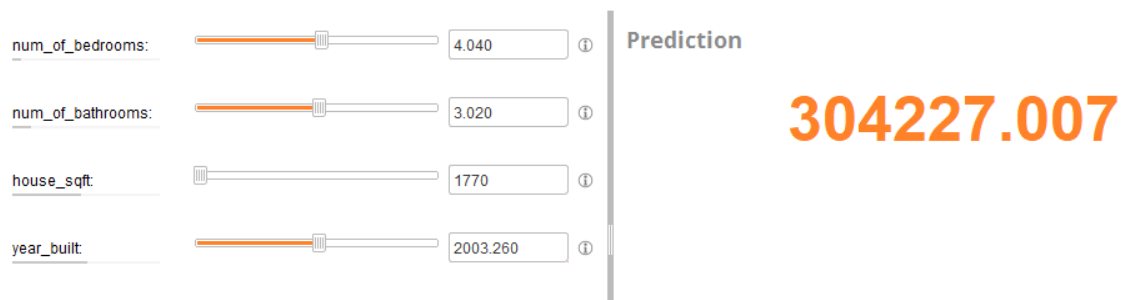 num_of_bedrooms: 4.040
num_of_bathrooms: 3.020
house_sqft: 1770
year_built: 2003.260
Prediction
304227.007